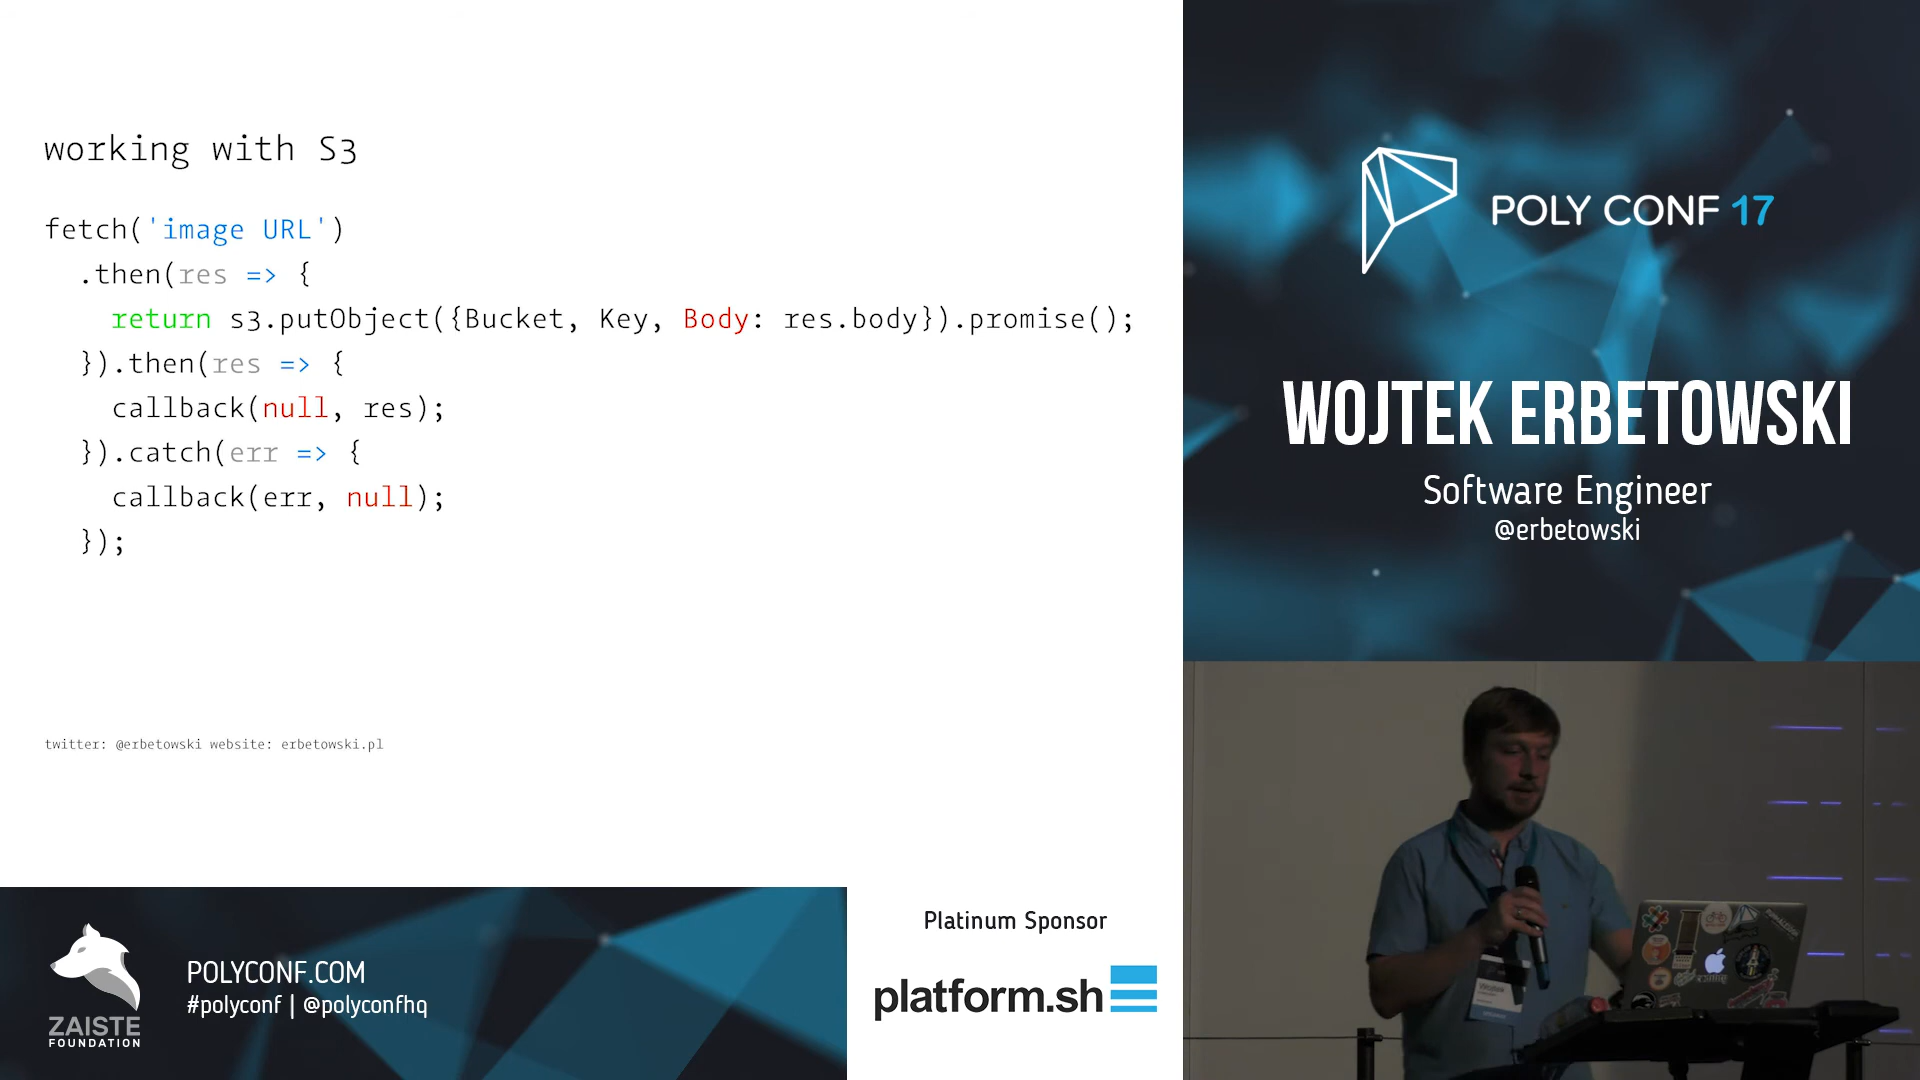 working with S3
fetch('image URL')
.then(res => {
return s3.putObject({Bucket, Key, Body: res.body}).promise();
}).then(res => {
callback(null, res);
}).catch(err => {
callback(err, null);
});
twitter: @erbetowski website: erbetowski.pl
POLY CONF 17
WOJTEK ERBETOWSKI
Software Engineer
@erbetowski
Wojtek
ZAISTE
FOUNDATION
POLYCONF.COM
#polyconf | @polyconfhq
Platinum Sponsor
platform.sh